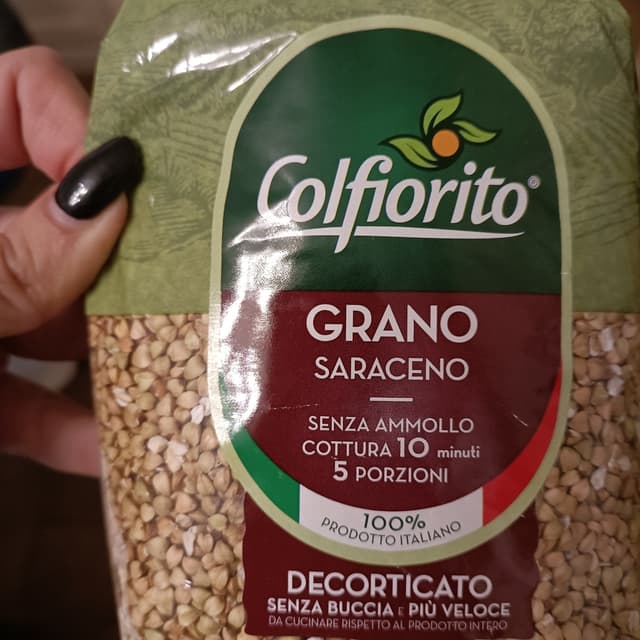 Colfiorito®
GRANO
SARACENO
SENZA AMMOLLO
COTTURA 10 minuti
5 PORZIONI
100%
PRODOTTO ITALIANO
DECORTICATO
SENZA BUCCIA E PIÙ VELOCE
DA CUCINARE RISPETTO AL PRODOTTO INTERO